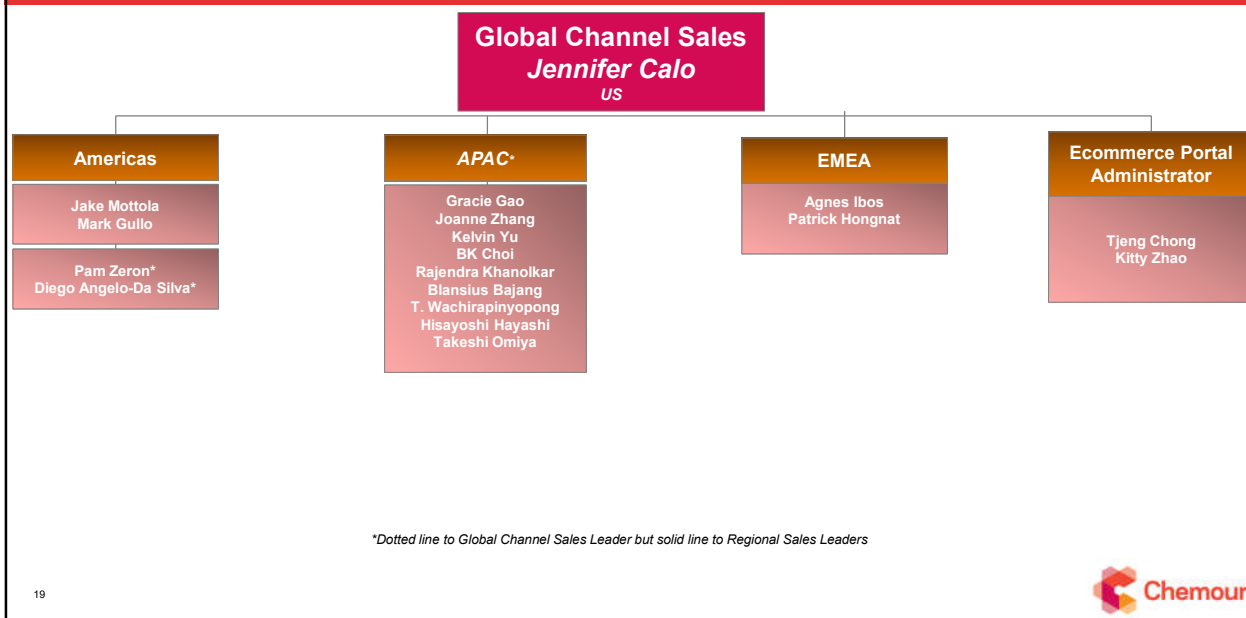 Global Channel Sales
Jennifer Calo
US
Americas
Jake Mottola
Mark Gullo
Pam Zeron*
Diego Angelo-Da Silva*
APAC*
Gracie Gao
Joanne Zhang
Kelvin Yu
BK Choi
Rajendra Khanolkar
Blansius Bajang
T. Wachirapinyopong
Hisayoshi Hayashi
Takeshi Omiya
EMEA
Agnes Ibos
Patrick Hongnat
Ecommerce Portal
Administrator
Tjeng Chong
Kitty Zhao
*Dotted line to Global Channel Sales Leader but solid line to Regional Sales Leaders
19
Chemour